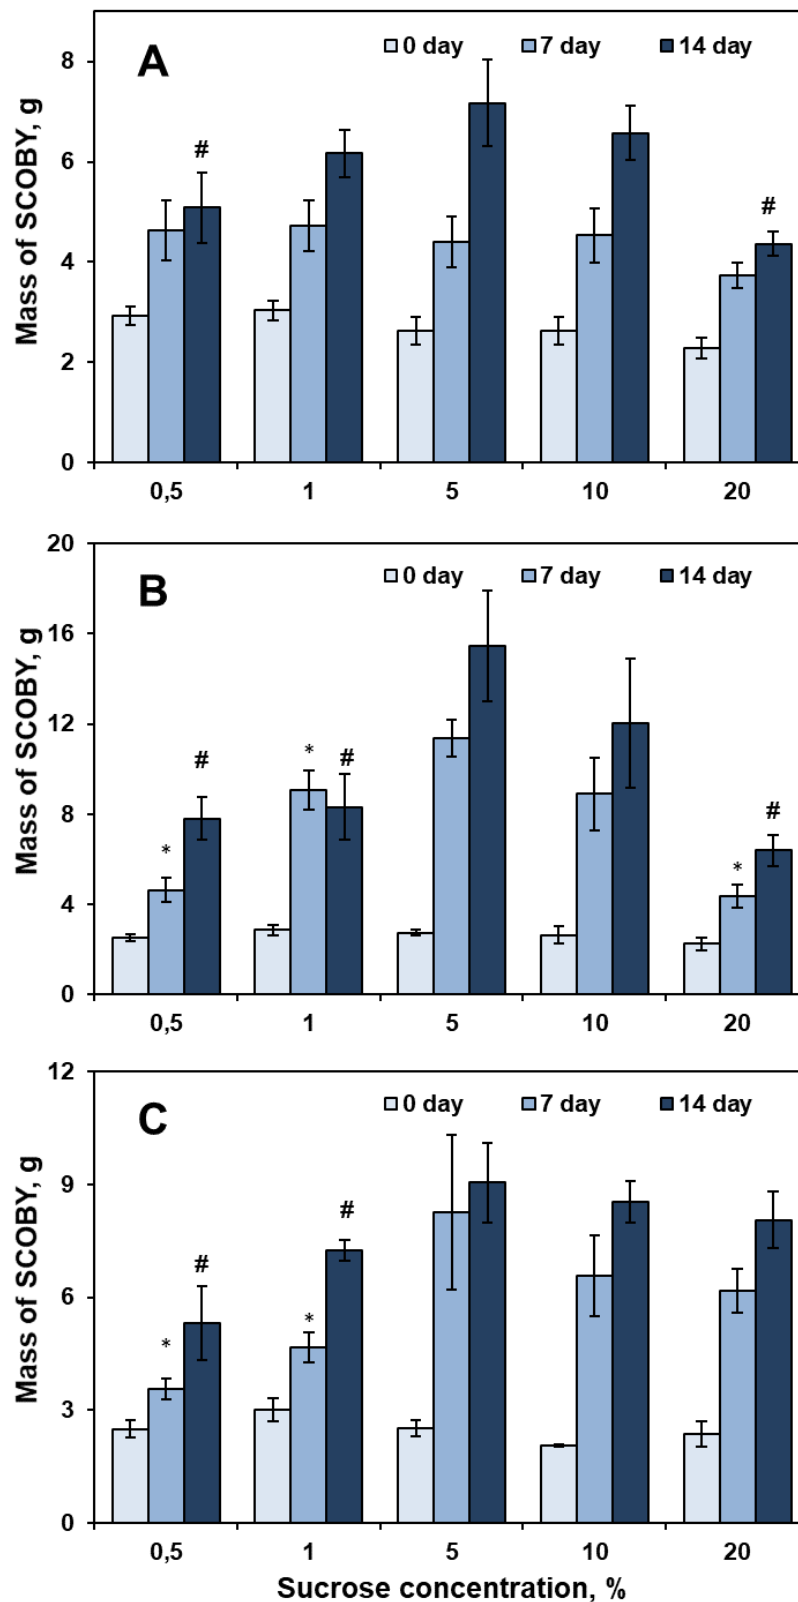 A
0 day 7 day 14 day
8
6
4
2
0
Mass of SCOBY, g
#
#
0,5 1 5 10 20
B
0 day 7 day 14 day
20
16
12
8
4
0
Mass of SCOBY, g
*
#
*
#
*
#
0,5 1 5 10 20
C
0 day 7 day 14 day
12
9
6
3
0
Mass of SCOBY, g
*
#
*
#
0,5 1 5 10 20
Sucrose concentration, %